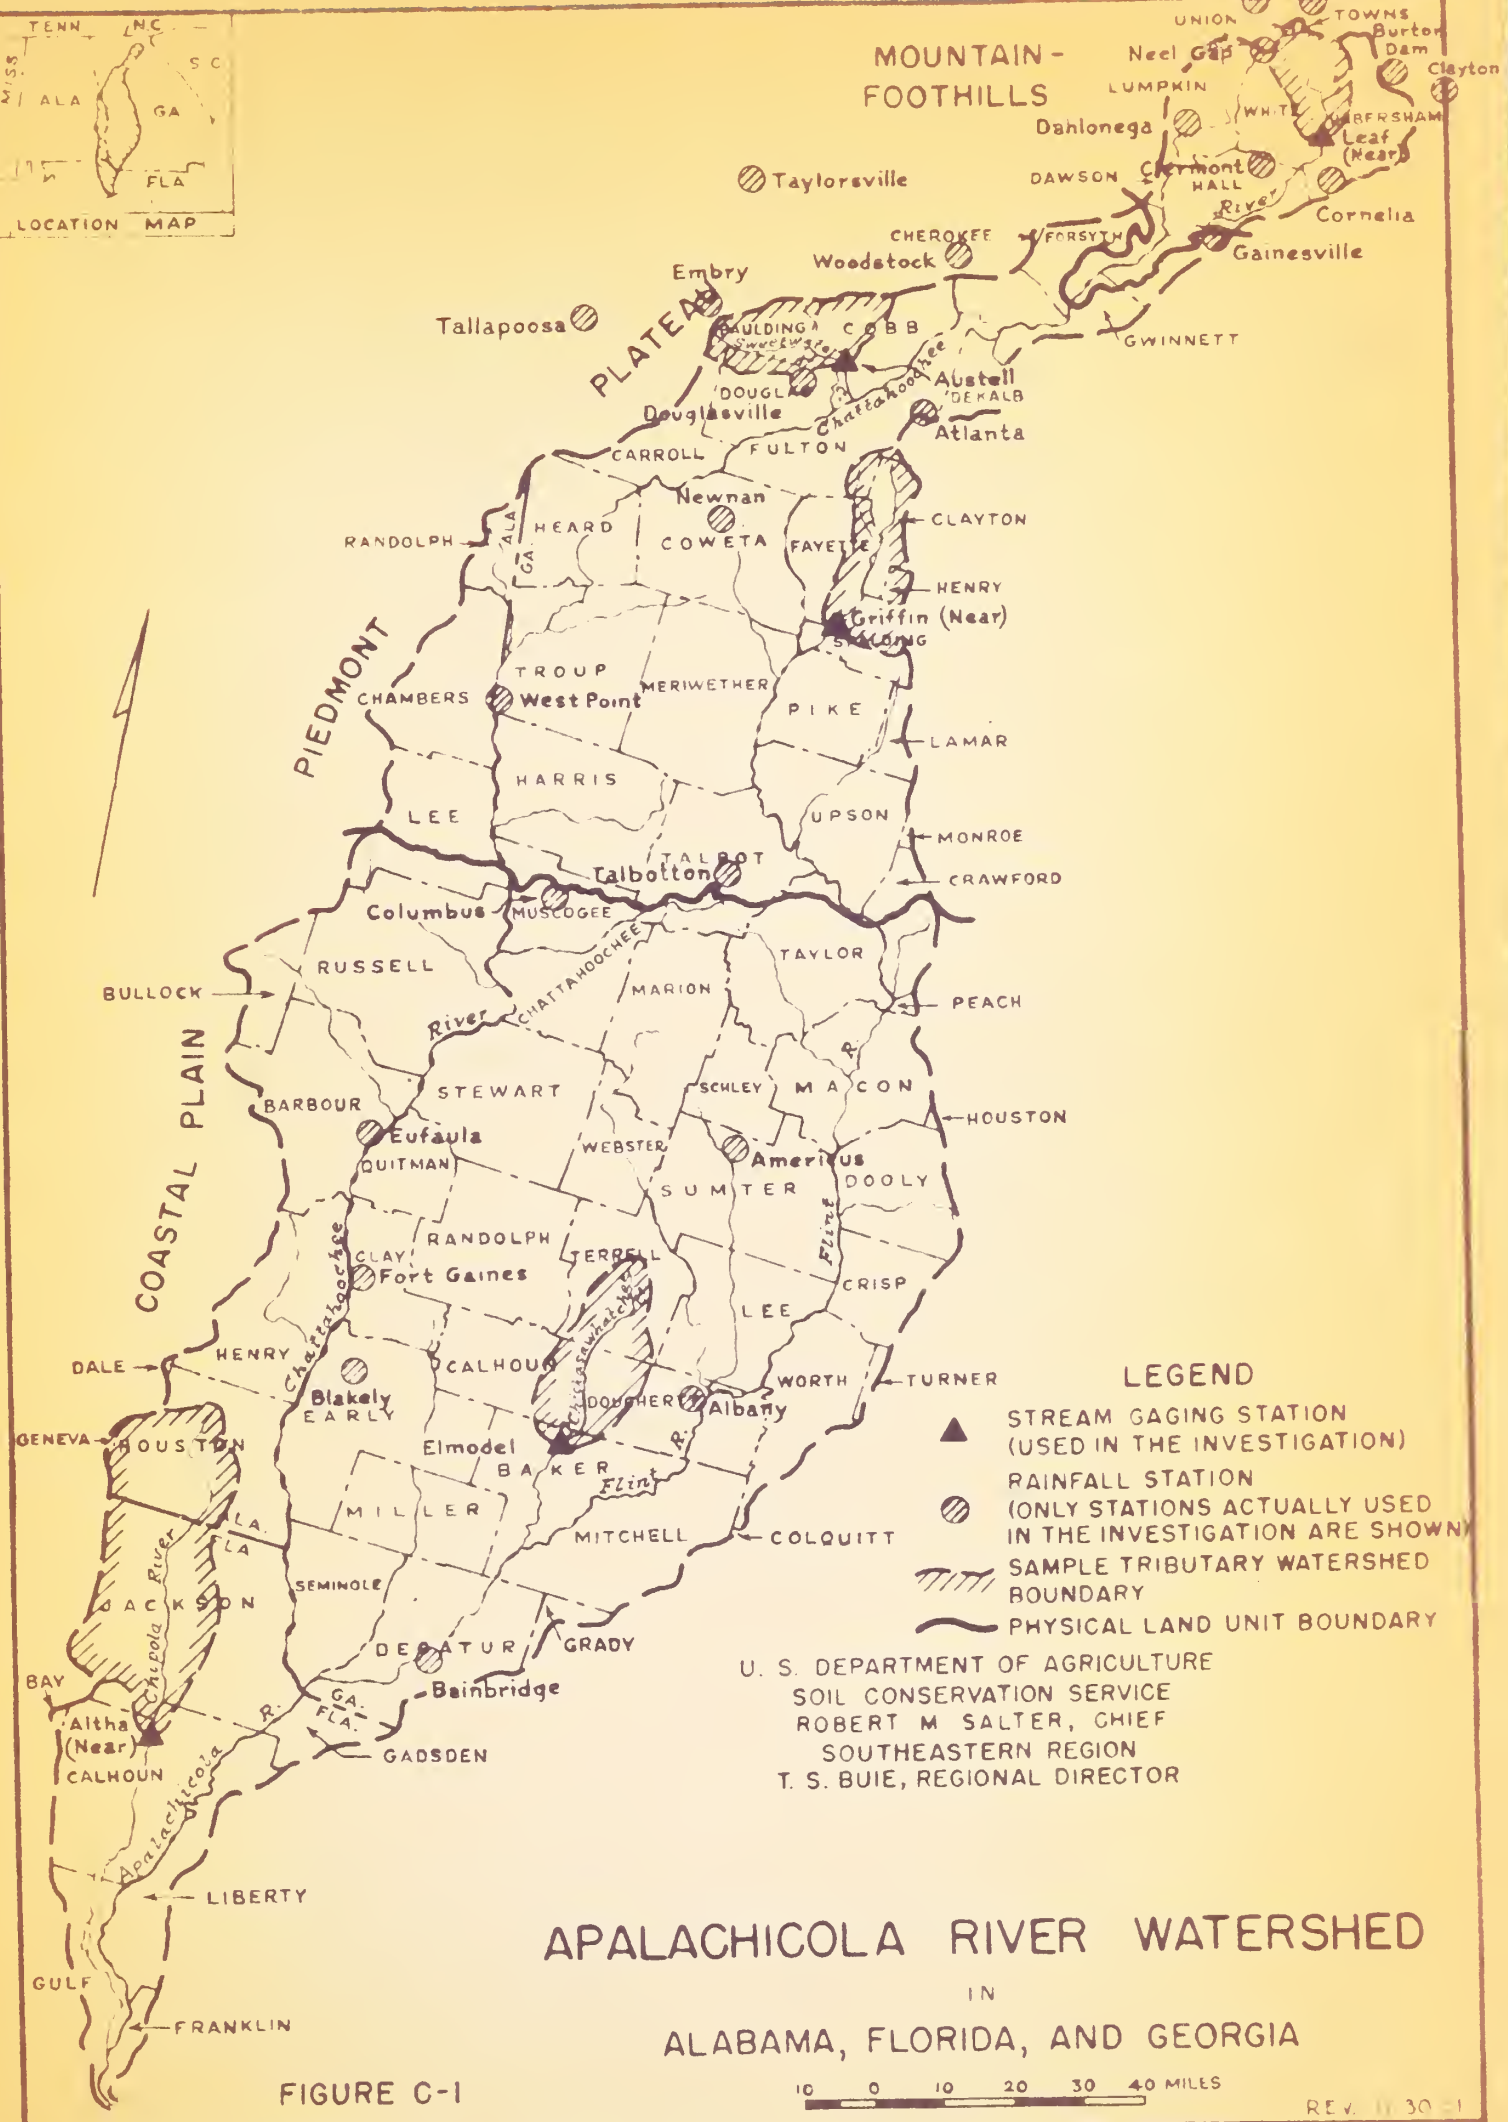 TENN
N.C.
MISS
S C
ALA
GA
FLA
LOCATION MAP
MOUNTAIN-
FOOTHILLS
UNION
TOWNS
Neel Gap
Burton
Dam
Clayton
LUMPKIN
WHITE
HABERSHAM
Dahlonega
Leaf
(Near)
Taylorsville
DAWSON
Clermont
HALL
River
Cornelia
CHEROKEE
FORSYTH
Woodstock
Gainesville
Embry
Tallapoosa
PLATEAU
PAULDING
COBB
Sweetwater
GWINNETT
DOUGLAS
Chattahoochee
Austell
DEKALB
Douglasville
Atlanta
CARROLL
FULTON
Newnan
ALA
GA.
HEARD
CLAYTON
RANDOLPH
COWETA
FAYETTE
HENRY
Griffin (Near)
SPALDING
PIEDMONT
TROUP
CHAMBERS
West Point
MERIWETHER
PIKE
LAMAR
HARRIS
LEE
UPSON
MONROE
TALBOT
Talbotton
CRAWFORD
Columbus
MUSCOGEE
RUSSELL
CHATTAHOOCHEE
TAYLOR
BULLOCK
MARION
PEACH
River
R.
COASTAL PLAIN
STEWART
SCHLEY
MACON
BARBOUR
HOUSTON
Eufaula
WEBSTER
Americus
QUITMAN
SUMTER
DOOLY
Flint
RANDOLPH
CLAY
TERRELL
Fort Gaines
CRISP
Chattahoochee
LEE
Chickasawhatchee
HENRY
DALE
CALHOUN
WORTH
TURNER
Blakely
EARLY
DOUGHERTY
Albany
GENEVA
HOUSTON
Elmodel
BAKER
R.
Flint
MILLER
ALA.
FLA
MITCHELL
COLQUITT
Chipola River
SEMINOLE
JACKSON
DECATUR
GRADY
BAY
Bainbridge
GA.
FLA.
R.
Altha
(Near)
GADSDEN
CALHOUN
Apalachicola
LIBERTY
GULF
FRANKLIN
LEGEND
STREAM GAGING STATION
(USED IN THE INVESTIGATION)
RAINFALL STATION
(ONLY STATIONS ACTUALLY USED
IN THE INVESTIGATION ARE SHOWN)
SAMPLE TRIBUTARY WATERSHED
BOUNDARY
PHYSICAL LAND UNIT BOUNDARY
U. S. DEPARTMENT OF AGRICULTURE
SOIL CONSERVATION SERVICE
ROBERT M SALTER, CHIEF
SOUTHEASTERN REGION
T. S. BUIE, REGIONAL DIRECTOR
APALACHICOLA RIVER WATERSHED
IN
ALABAMA, FLORIDA, AND GEORGIA
10 0 10 20 30 40 MILES
FIGURE C-1
REV.